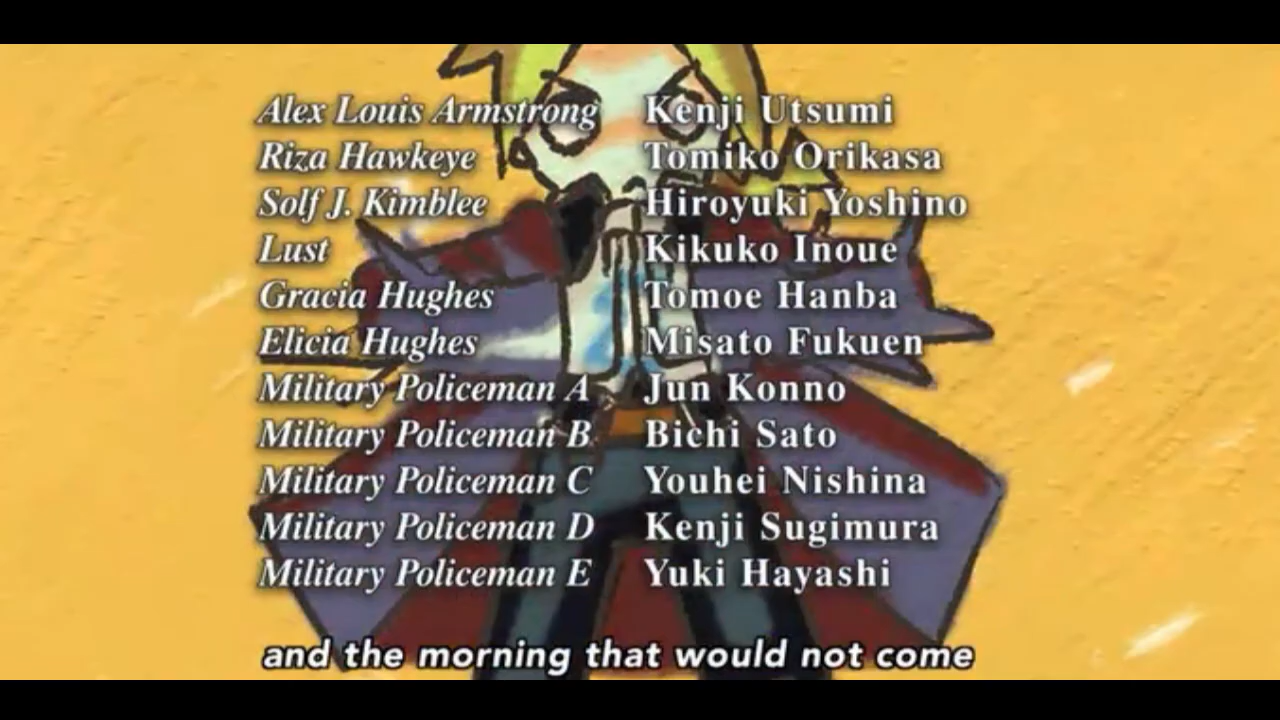 Alex Louis Armstrong Kenji Utsumi
Riza Hawkeye Tomiko Orikasa
Solf J. Kimblee Hiroyuki Yoshino
Lust Kikuko Inoue
Gracia Hughes Tomoe Hanba
Elicia Hughes Misato Fukuen
Military Policeman A Jun Konno
Military Policeman B Bichi Sato
Military Policeman C Youhei Nishina
Military Policeman D Kenji Sugimura
Military Policeman E Yuki Hayashi
and the morning that would not come